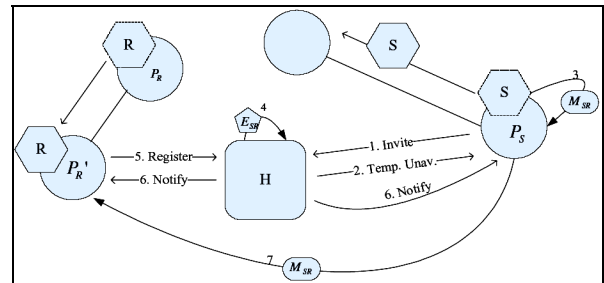 R
P_R
S
S
3
M_SR
P_S
E_SR
4
1. Invite
R
P_R'
5. Register
2. Temp. Unav.
6. Notify
H
6. Notify
7
M_SR